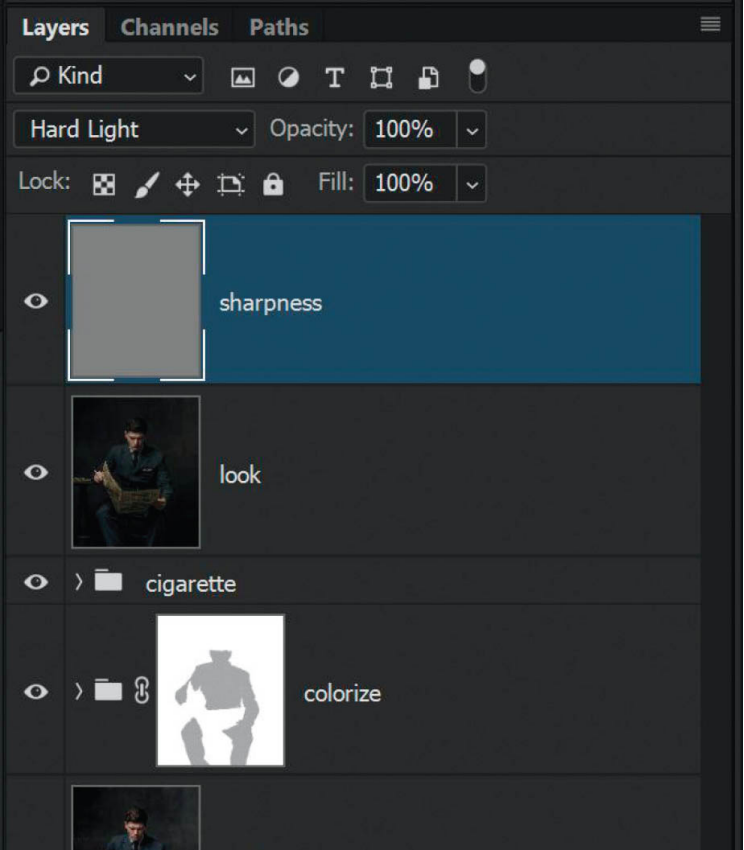 Layers Channels Paths
Kind
Hard Light Opacity: 100%
Lock: Fill: 100%
sharpness
look
cigarette
colorize